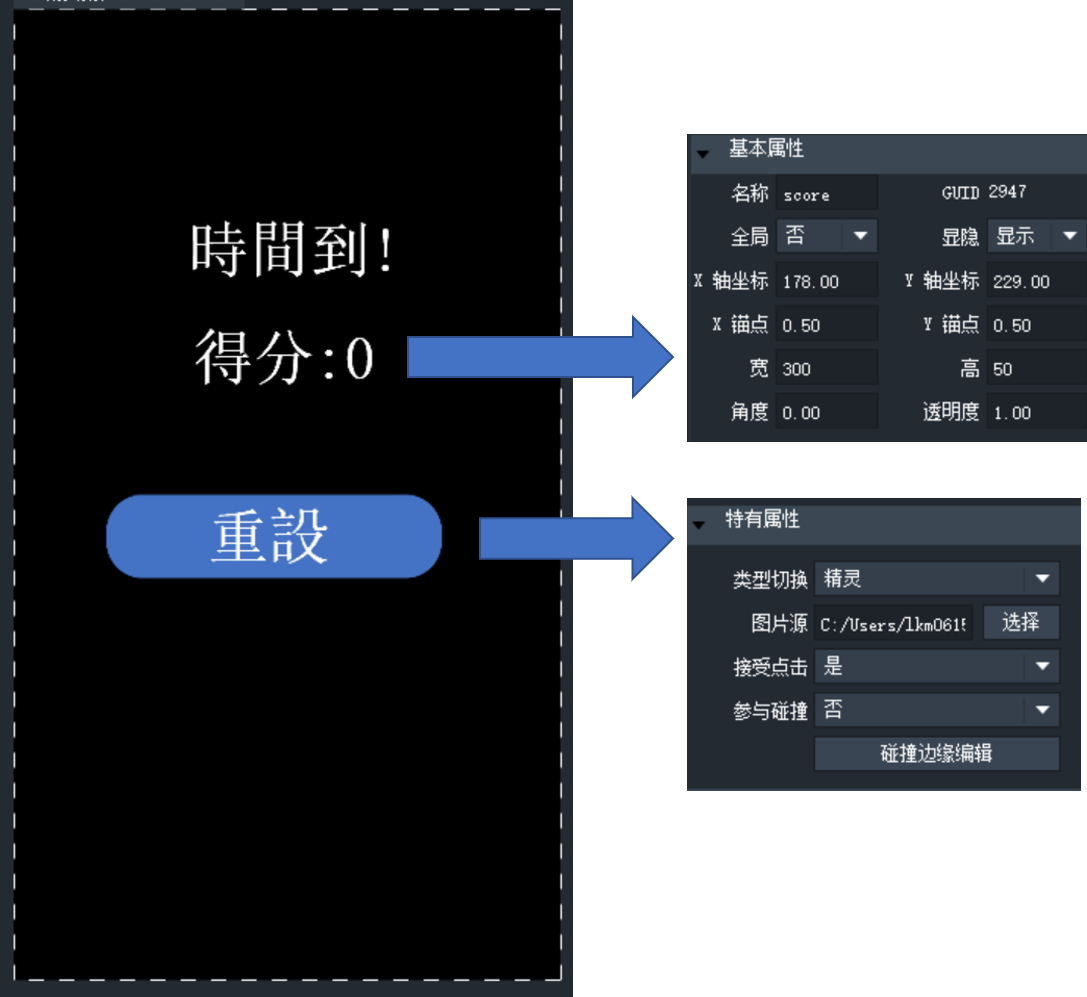 時間到!
得分:0
重設
基本属性
名称 score GUID 2947
全局 否 显隐 显示
X 轴坐标 178.00 Y 轴坐标 229.00
X 锚点 0.50 Y 锚点 0.50
宽 300 高 50
角度 0.00 透明度 1.00
特有属性
类型切换 精灵
图片源 C:/Users/lkm061 选择
接受点击 是
参与碰撞 否
碰撞边缘编辑